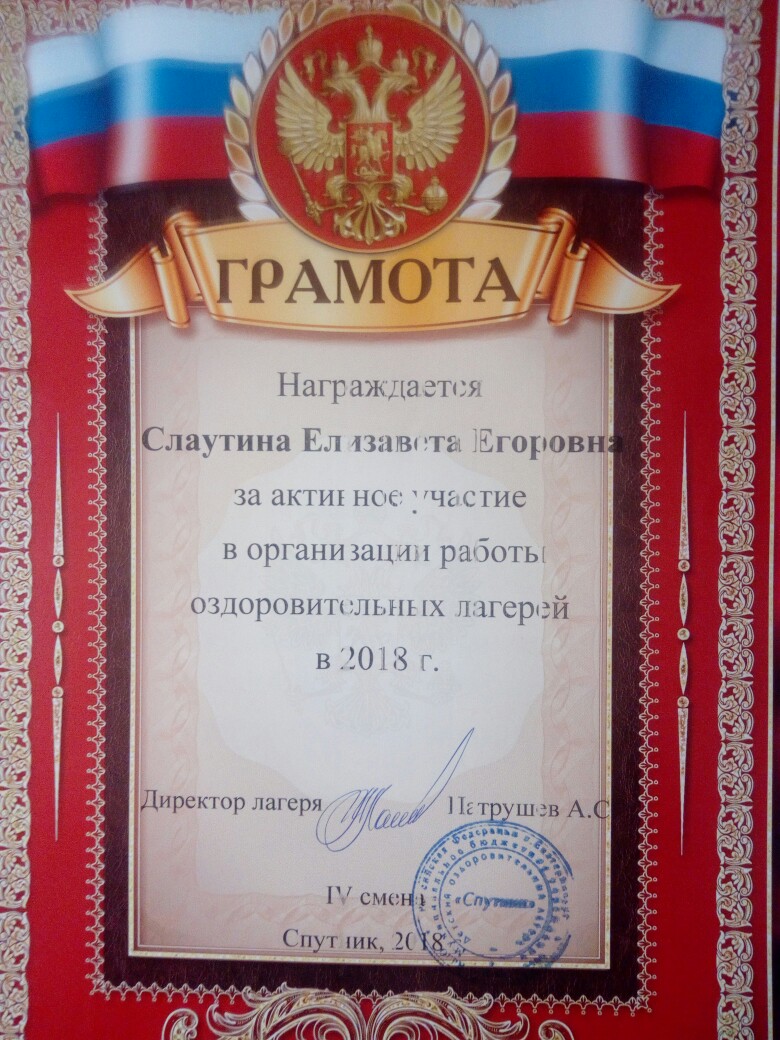 ГРАМОТА
Награждается
Слаутина Елизавета Егоровна
за активное участие
в организации работы
оздоровительных лагерей
в 2018 г.
Директор лагеря Патрушев А.С
IV смена
Спутник, 2018
«Спутник»